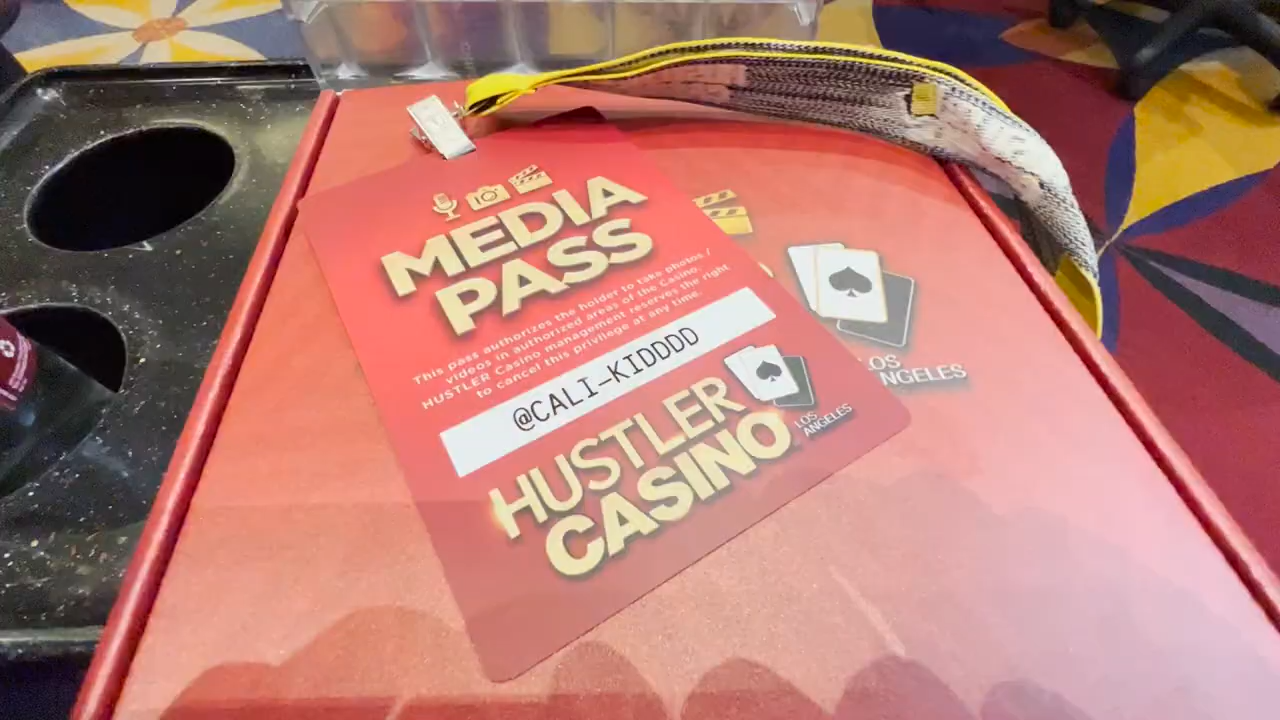 MEDIA
PASS
This pass authorizes the holder to take photos /
videos in authorized areas of the Casino.
HUSTLER Casino management reserves the right
to cancel this privilege at any time.
@CALI-KIDDDD
HUSTLER
CASINO
LOS
ANGELES
LOS
NGELES